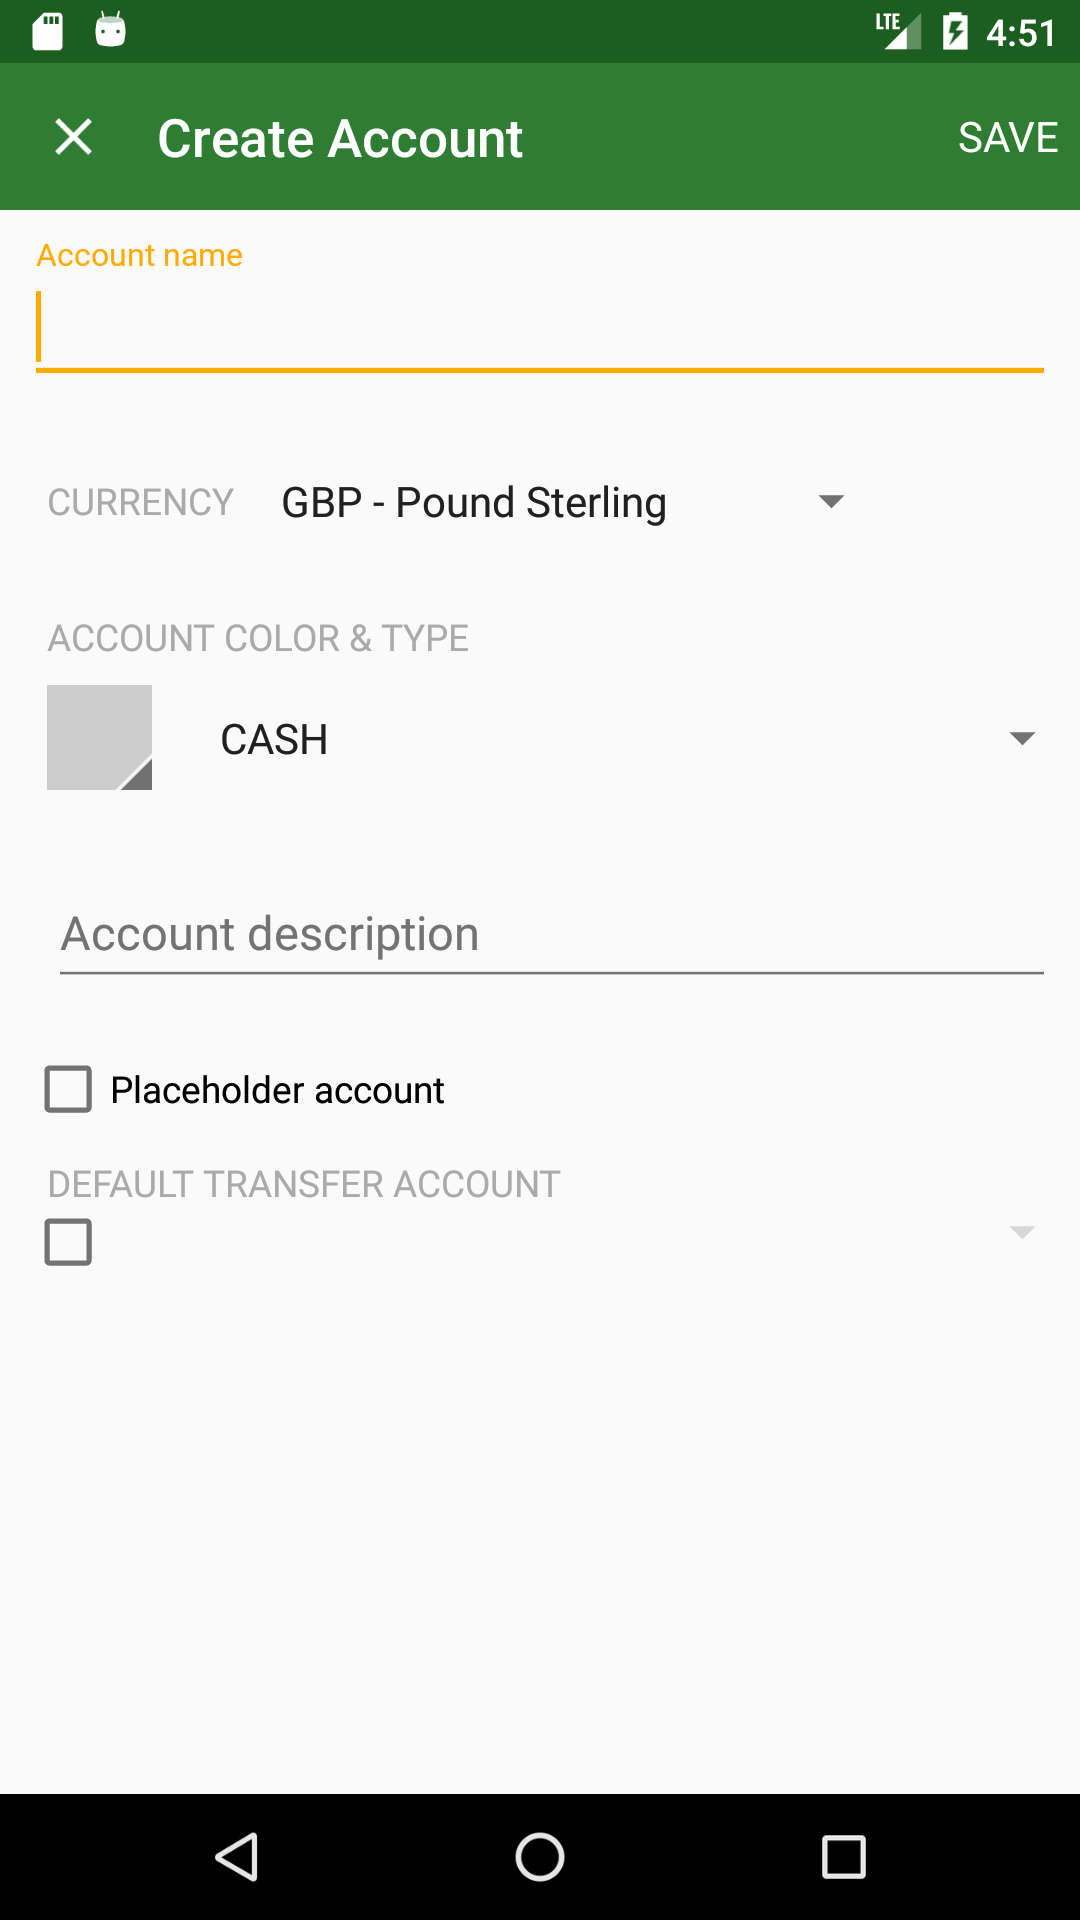 LTE 4:51
Create Account SAVE
Account name
CURRENCY GBP - Pound Sterling
ACCOUNT COLOR & TYPE
CASH
Account description
Placeholder account
DEFAULT TRANSFER ACCOUNT